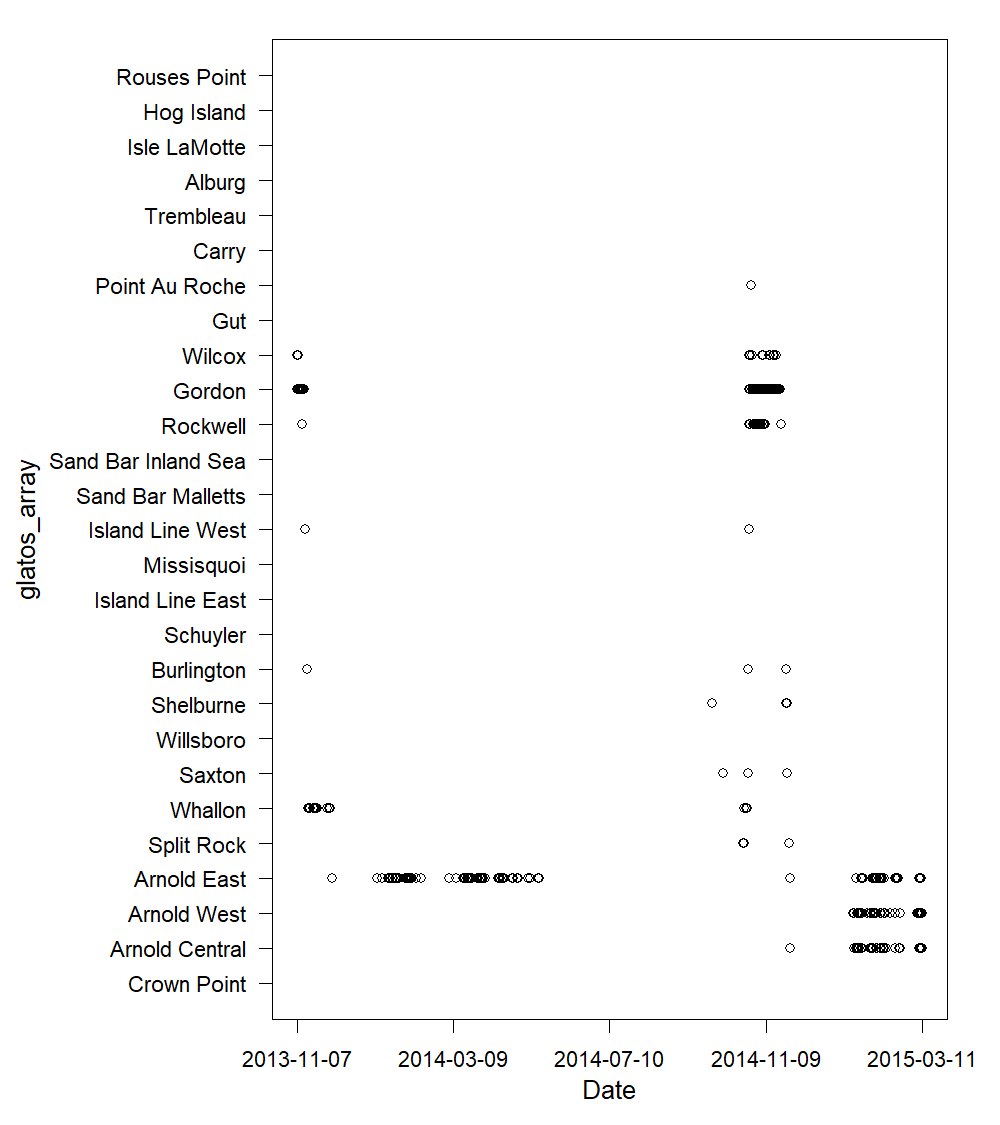 Rouses Point
Hog Island
Isle LaMotte
Alburg
Trembleau
Carry
Point Au Roche
Gut
Wilcox
Gordon
Rockwell
Sand Bar Inland Sea
Sand Bar Malletts
Island Line West
Missisquoi
Island Line East
Schuyler
Burlington
Shelburne
Willsboro
Saxton
Whallon
Split Rock
Arnold East
Arnold West
Arnold Central
Crown Point
glatos_array
2013-11-07 2014-03-09 2014-07-10 2014-11-09 2015-03-11
Date